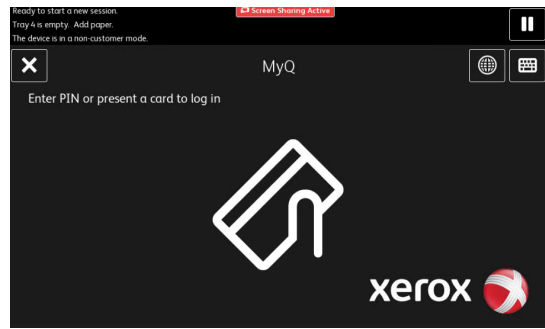 Ready to start a new session.
Screen Sharing Active
Tray 4 is empty. Add paper.
The device is in a non-customer mode.
MyQ
Enter PIN or present a card to log in
xerox